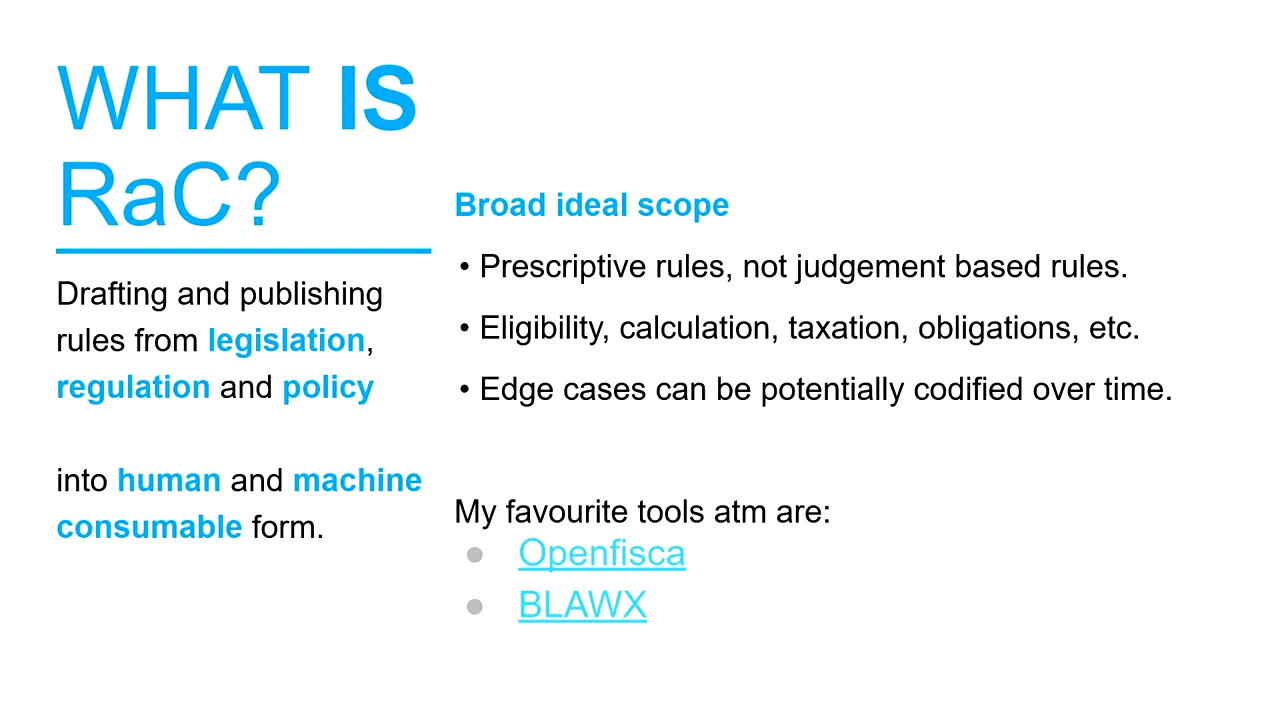 WHAT IS
RaC?
Drafting and publishing
rules from legislation,
regulation and policy
into human and machine
consumable form.
Broad ideal scope
• Prescriptive rules, not judgement based rules.
• Eligibility, calculation, taxation, obligations, etc.
• Edge cases can be potentially codified over time.
My favourite tools atm are:
● Openfisca
● BLAWX